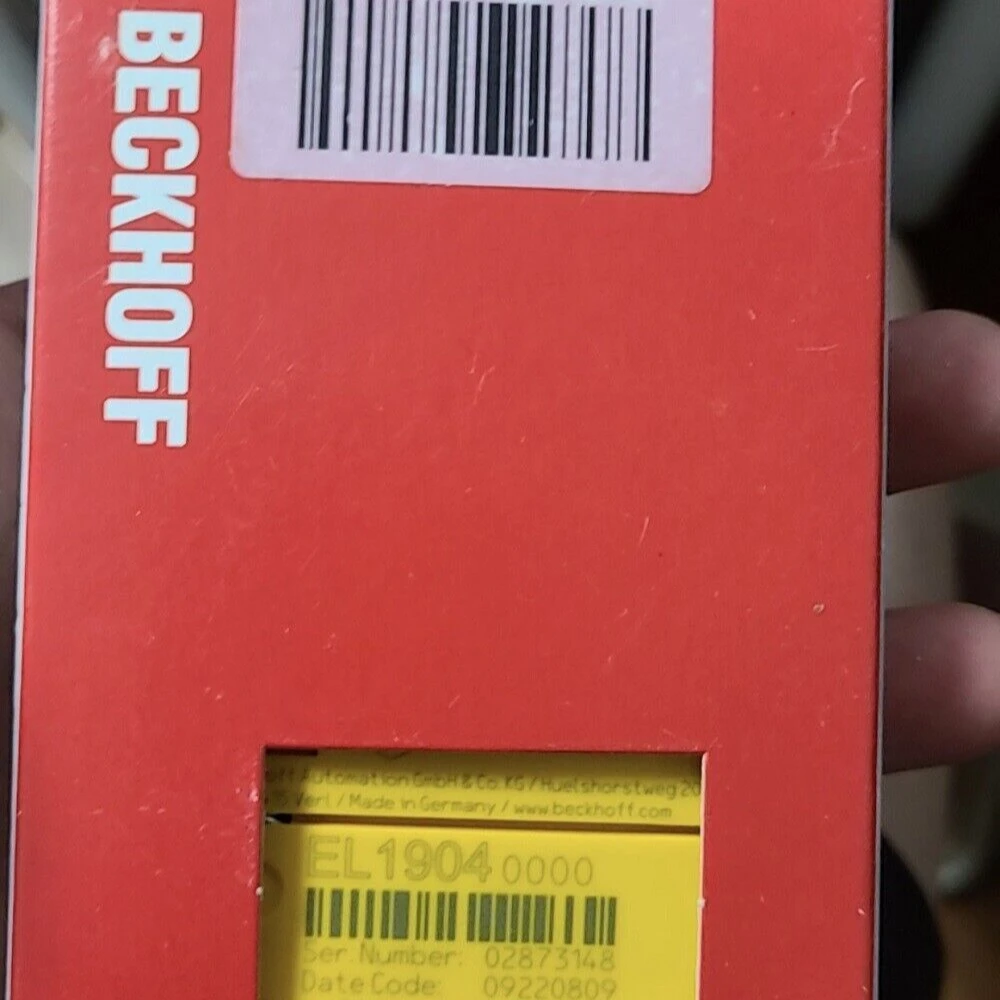 BECKHOFF
Automation GmbH & Co. KG / Huelshorstweg 20
Verl / Made in Germany / www.beckhoff.com
EL1904 0000
Ser. Number: 02873148
Date Code: 09220809